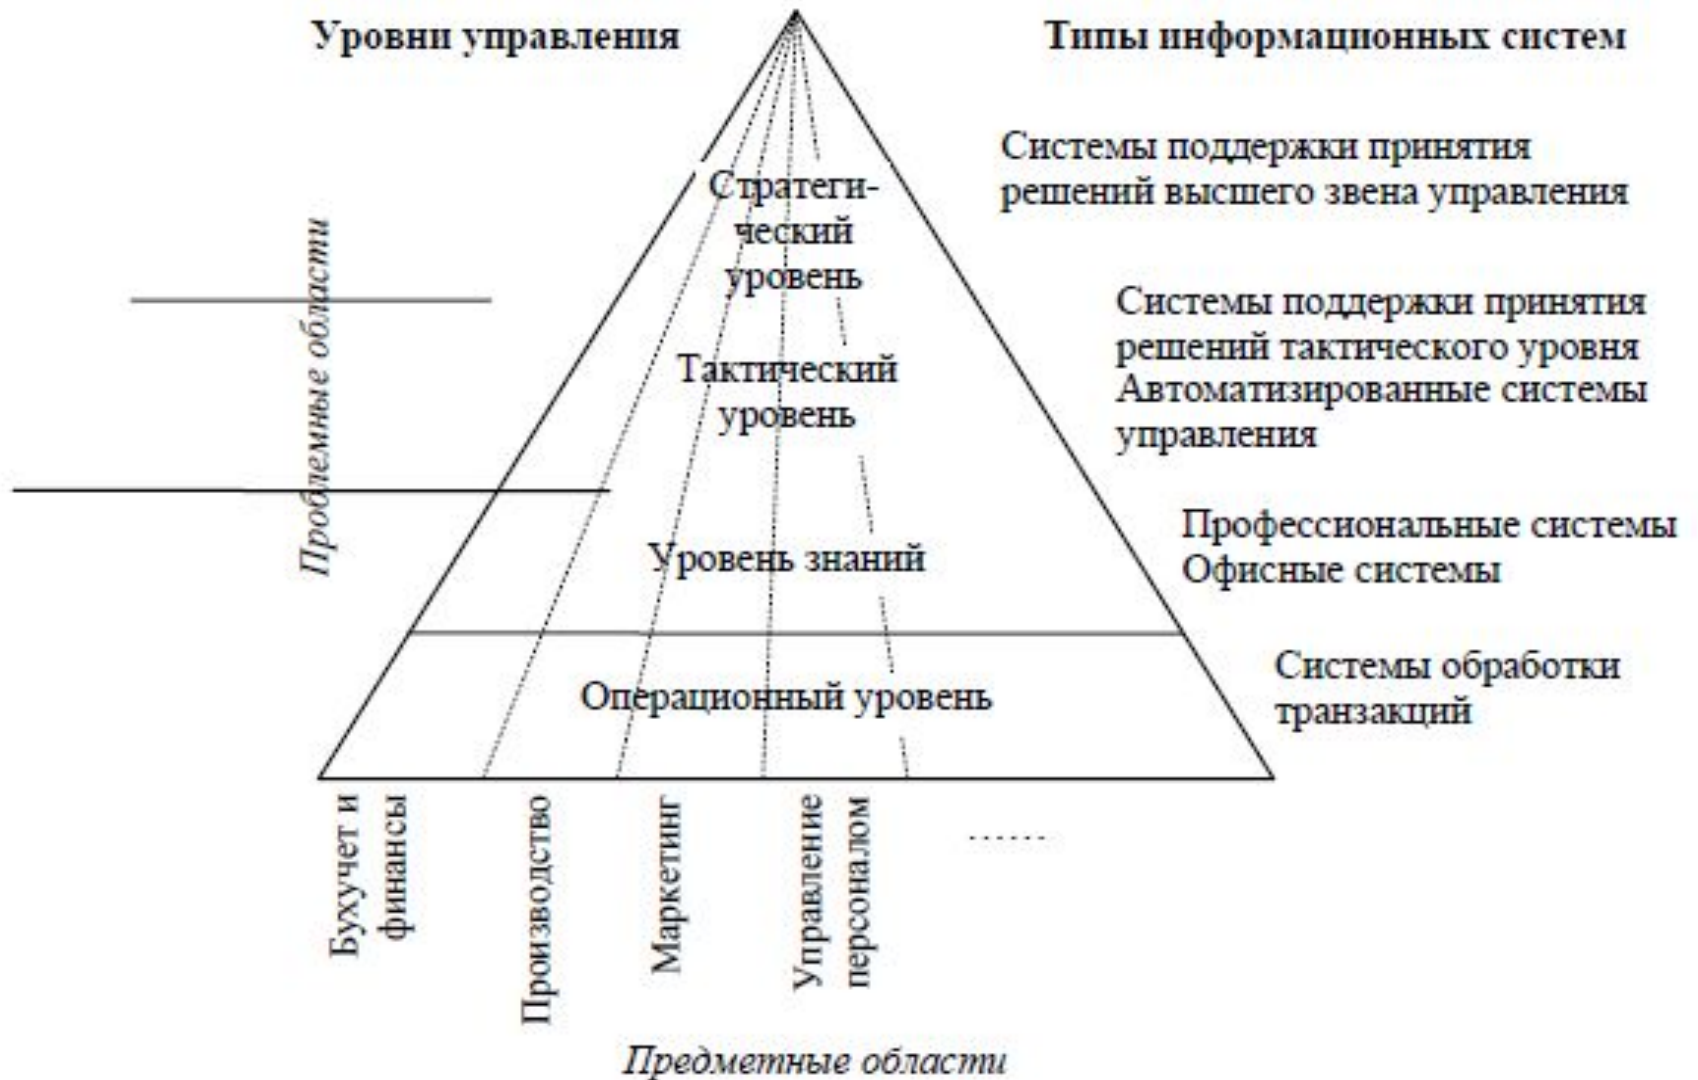 Уровни управления
Типы информационных систем
Системы поддержки принятия
решений высшего звена управления
Стратеги-
ческий
уровень
Проблемные области
Системы поддержки принятия
решений тактического уровня
Автоматизированные системы
управления
Тактический
уровень
Профессиональные системы
Офисные системы
Уровень знаний
Системы обработки
транзакций
Операционный уровень
Бухучет и
финансы
Производство
Маркетинг
Управление
персоналом
Предметные области